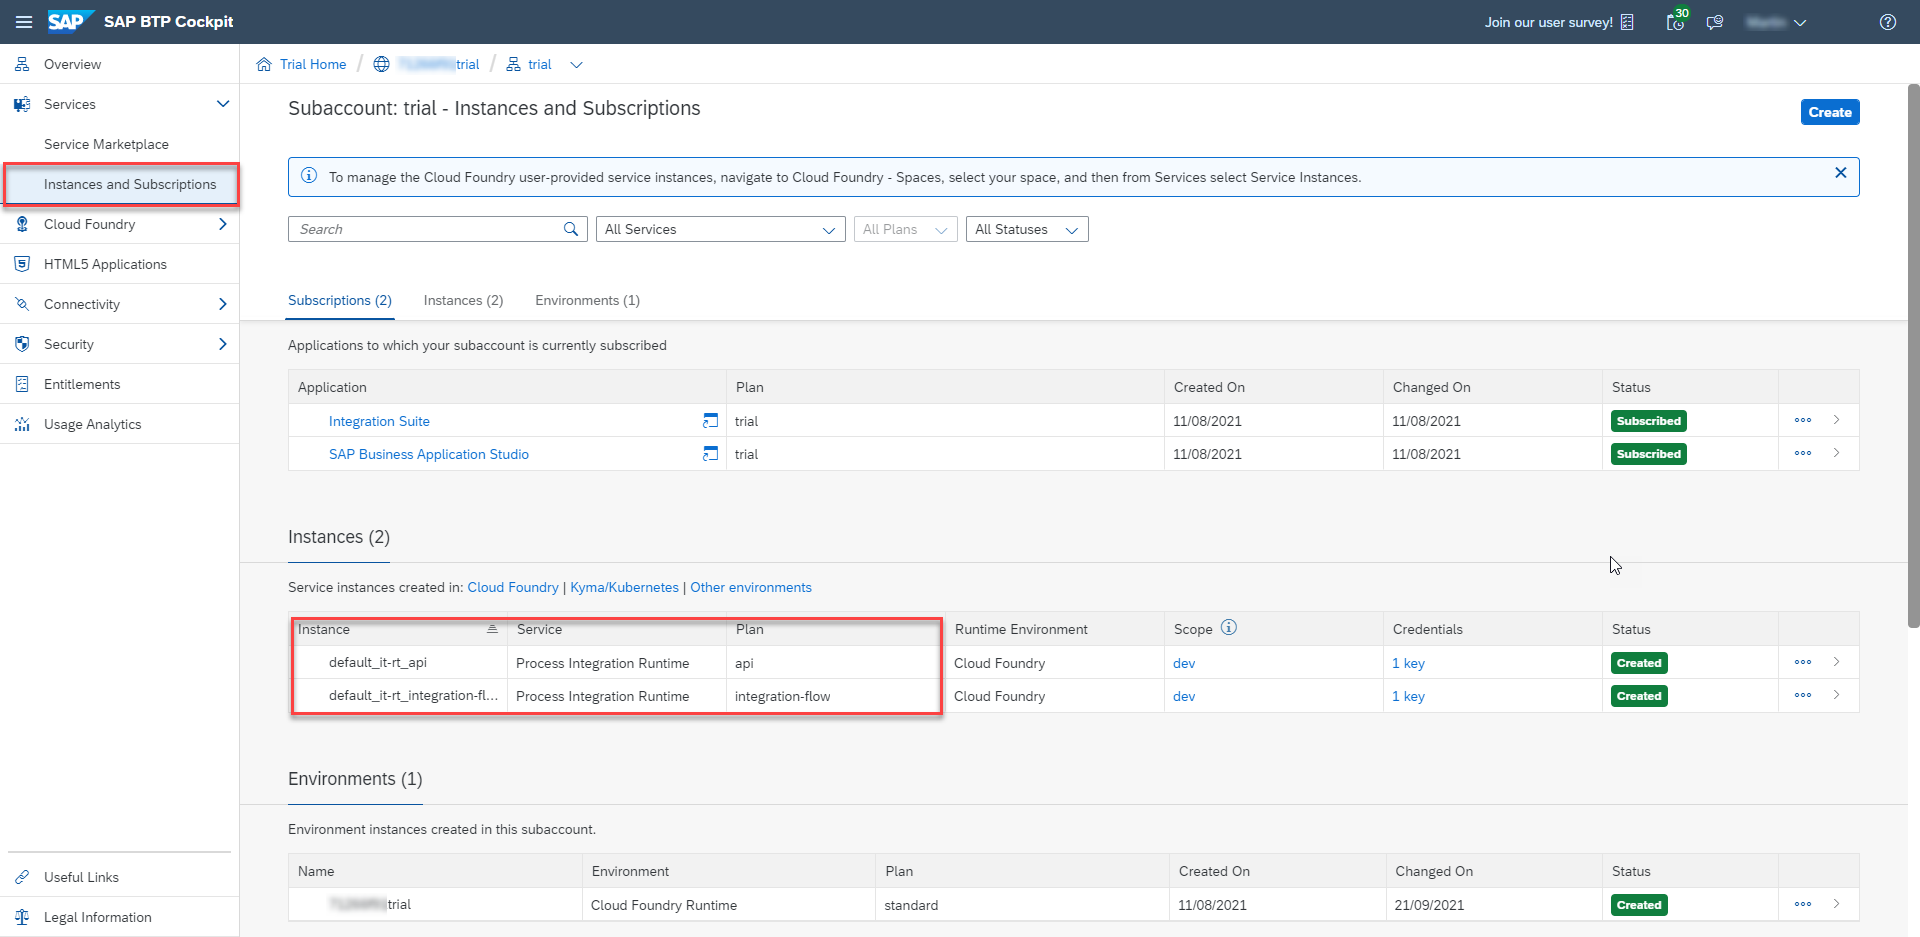 SAP SAP BTP Cockpit
Join our user survey! 30
Overview
Services
Service Marketplace
Instances and Subscriptions
Cloud Foundry
HTML5 Applications
Connectivity
Security
Entitlements
Usage Analytics
Useful Links
Legal Information
Trial Home / trial / trial
Subaccount: trial - Instances and Subscriptions
Create
To manage the Cloud Foundry user-provided service instances, navigate to Cloud Foundry - Spaces, select your space, and then from Services select Service Instances.
Search All Services All Plans All Statuses
Subscriptions (2) Instances (2) Environments (1)
Applications to which your subaccount is currently subscribed
Application Plan Created On Changed On Status
Integration Suite trial 11/08/2021 11/08/2021 Subscribed
SAP Business Application Studio trial 11/08/2021 11/08/2021 Subscribed
Instances (2)
Service instances created in: Cloud Foundry | Kyma/Kubernetes | Other environments
Instance Service Plan Runtime Environment Scope Credentials Status
default_it-rt_api Process Integration Runtime api Cloud Foundry dev 1 key Created
default_it-rt_integration-fl... Process Integration Runtime integration-flow Cloud Foundry dev 1 key Created
Environments (1)
Environment instances created in this subaccount.
Name Environment Plan Created On Changed On Status
trial Cloud Foundry Runtime standard 11/08/2021 21/09/2021 Created